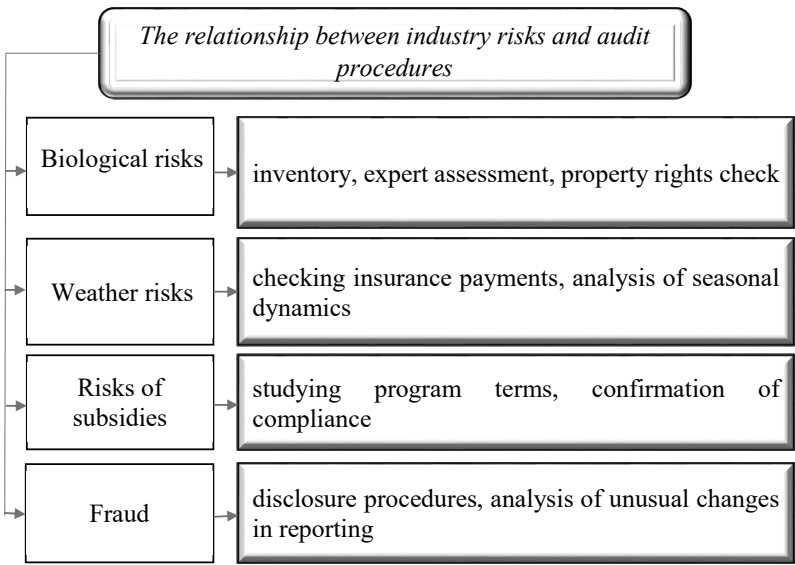 The relationship between industry risks and audit
procedures
Biological risks
inventory, expert assessment, property rights check
Weather risks
checking insurance payments, analysis of seasonal
dynamics
Risks of
subsidies
studying program terms, confirmation of
compliance
Fraud
disclosure procedures, analysis of unusual changes
in reporting